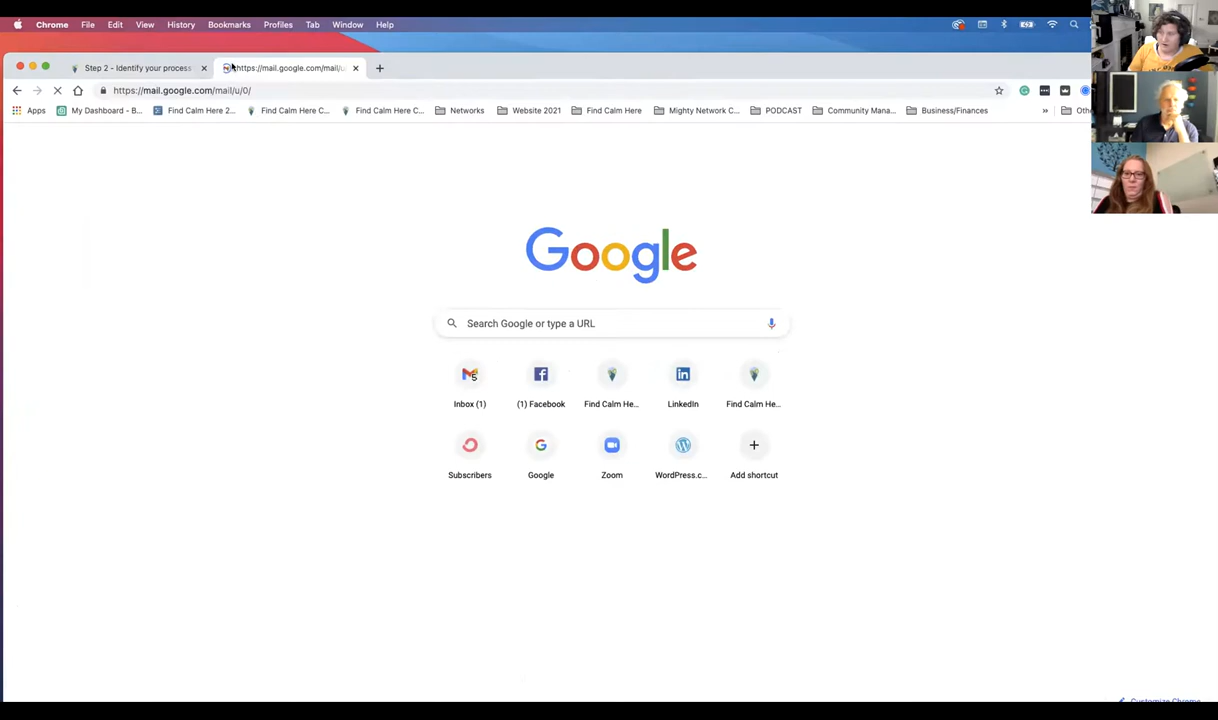 Chrome File Edit View History Bookmarks Profiles Tab Window Help
Step 2 - Identify your process https://mail.google.com/mail/u/
https://mail.google.com/mail/u/0/
Apps My Dashboard - B... Find Calm Here 2... Find Calm Here C... Find Calm Here C... Networks Website 2021 Find Calm Here Mighty Network C... PODCAST Community Mana... Business/Finances »
Google
Search Google or type a URL
Inbox (1) (1) Facebook Find Calm He... LinkedIn Find Calm He...
Subscribers Google Zoom WordPress.c... Add shortcut
Customize Chrome